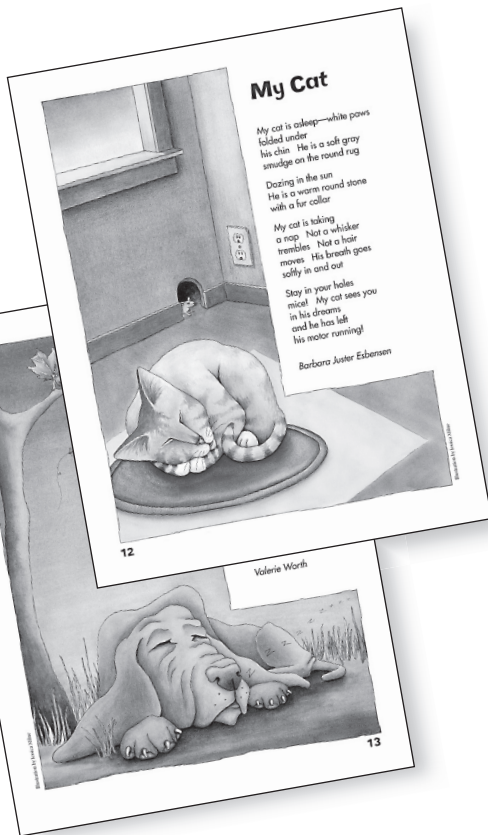 My Cat
My cat is asleep—white paws
folded under
his chin   He is a soft gray
smudge on the round rug
Dozing in the sun
He is a warm round stone
with a fur collar
My cat is taking
a nap   Not a whisker
trembles   Not a hair
moves   His breath goes
softly in and out
Stay in your holes
mice!   My cat sees you
in his dreams
and he has left
his motor running!
Barbara Juster Esbensen
12
Valerie Worth
z z z
13